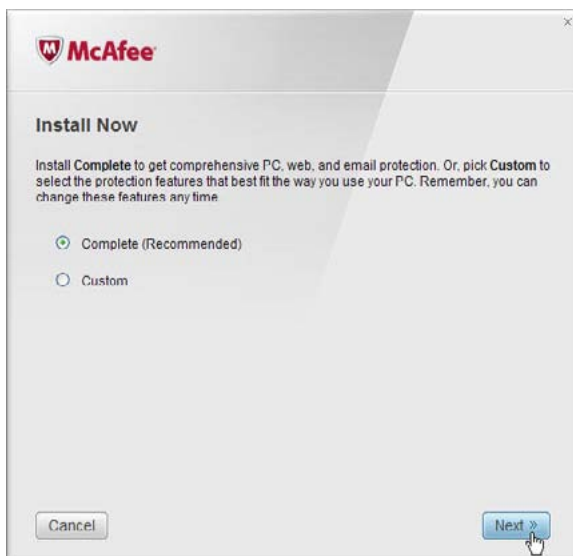 McAfee
Install Now
Install Complete to get comprehensive PC, web, and email protection. Or, pick Custom to
select the protection features that best fit the way you use your PC. Remember, you can
change these features any time
Complete (Recommended)
Custom
Cancel
Next »